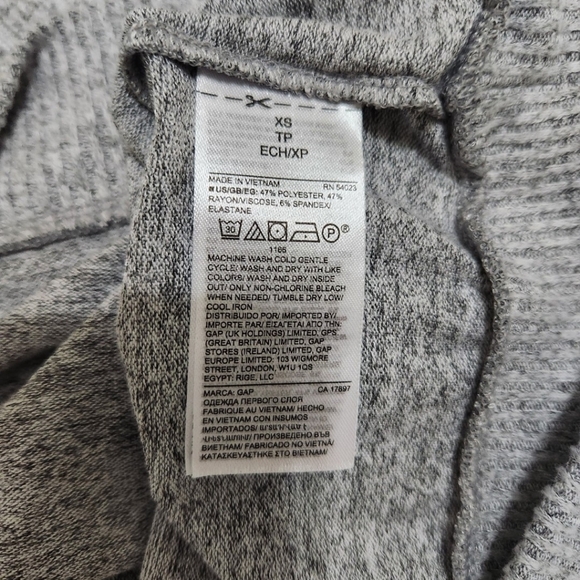 XS
TP
ECH/XP
MADE IN VIETNAM RN 54023
US/GB/EG: 47% POLYESTER, 47%
RAYON/VISCOSE, 6% SPANDEX/
ELASTANE
30 P
1166
MACHINE WASH COLD GENTLE
CYCLE/ WASH AND DRY WITH LIKE
COLORS/ WASH AND DRY INSIDE
OUT/ ONLY NON-CHLORINE BLEACH
WHEN NEEDED/ TUMBLE DRY LOW/
COOL IRON
DISTRIBUIDO POR/ IMPORTED BY/
IMPORTE PAR/ ΕΙΣΑΓΕΤΑΙ ΑΠΟ ΤΗΝ:
GAP (UK HOLDINGS) LIMITED, GPS
(GREAT BRITAIN) LIMITED, GAP
STORES (IRELAND) LIMITED, GAP
EUROPE LIMITED: 103 WIGMORE
STREET, LONDON, W1U 1QS
EGYPT: RIGE, LLC
MARCA: GAP CA 17897
ОДЕЖДА ПЕРВОГО СЛОЯ
FABRIQUE AU VIETNAM/ HECHO
EN VIETNAM CON INSUMOS
IMPORTADOS/
ПРОИЗВЕДЕНО ВЪВ
ВИЕТНАМ/ FABRICADO NO VIETNA/
ΚΑΤΑΣΚΕΥΑΣΤΗΚΕ ΣΤΟ ΒΙΕΤΝΑΜ/